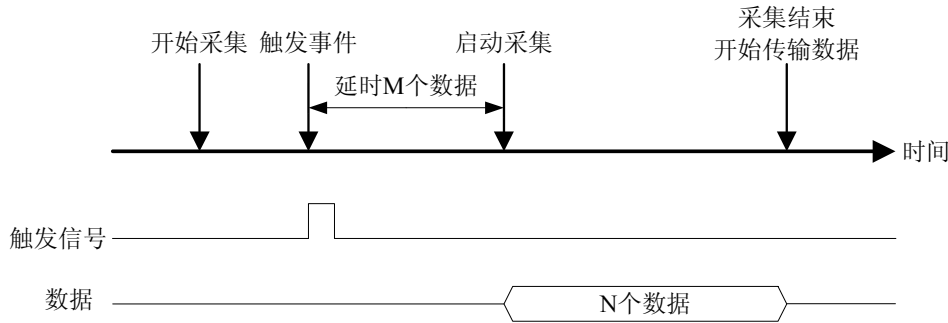 采集结束
开始采集 触发事件 启动采集 开始传输数据
延时M个数据
时间
触发信号
数据 N个数据